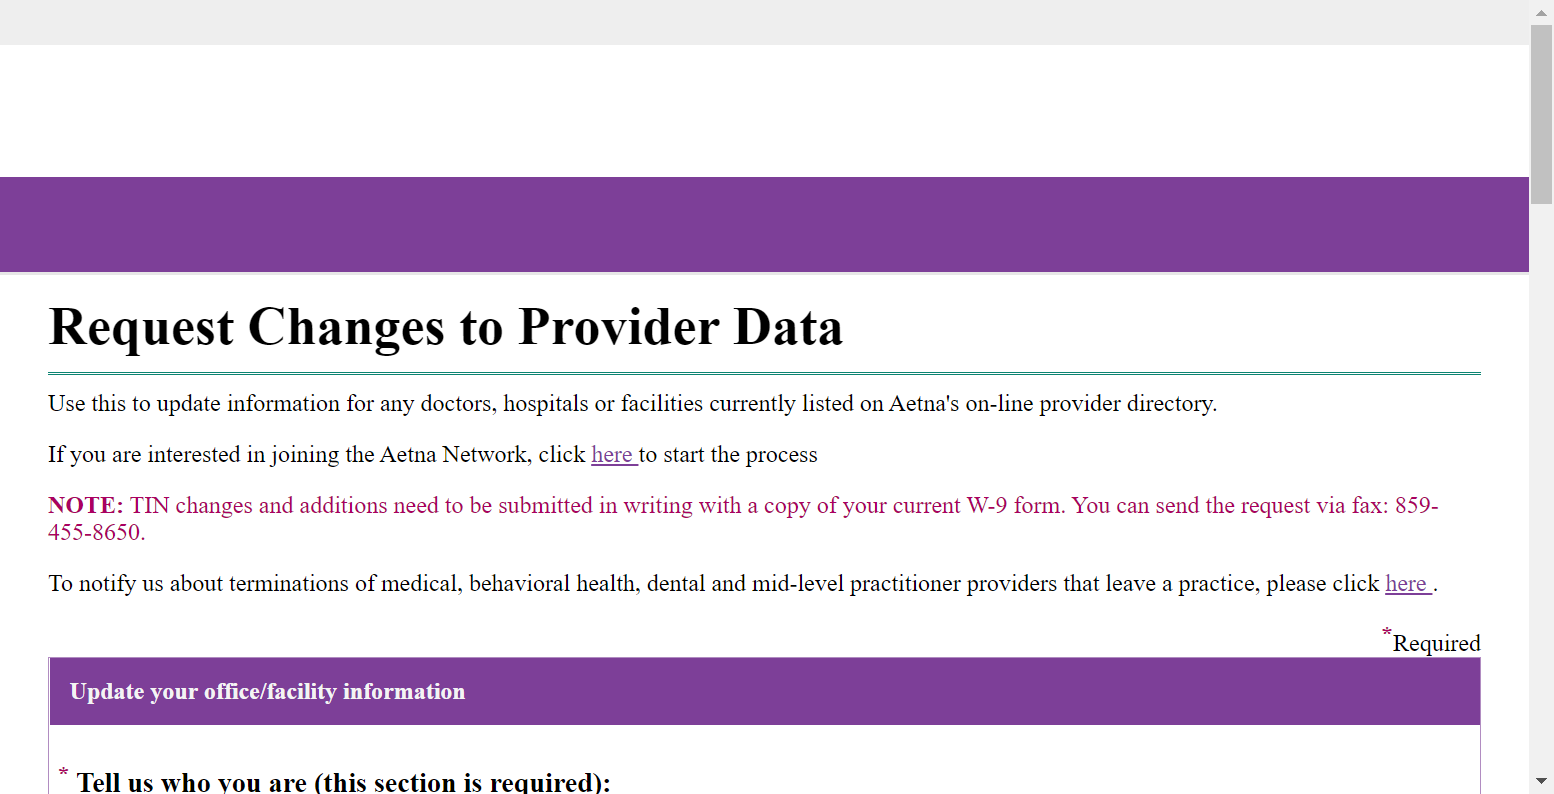 Request Changes to Provider Data
Use this to update information for any doctors, hospitals or facilities currently listed on Aetna's on-line provider directory.
If you are interested in joining the Aetna Network, click here to start the process
NOTE: TIN changes and additions need to be submitted in writing with a copy of your current W-9 form. You can send the request via fax: 859-
455-8650.
To notify us about terminations of medical, behavioral health, dental and mid-level practitioner providers that leave a practice, please click here .
*Required
Update your office/facility information
* Tell us who you are (this section is required):